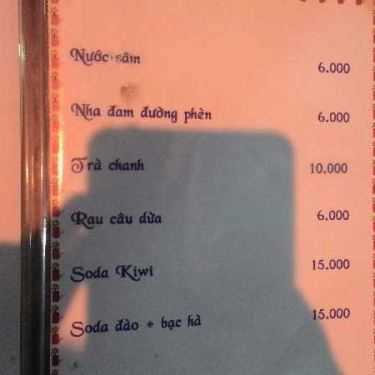 Nước sâm 6.000
Nha đam đường phèn 6.000
Trà chanh 10,000
Rau câu dừa 6.000
Soda Kiwi 15.000
Soda đào + bạc hà 15.000